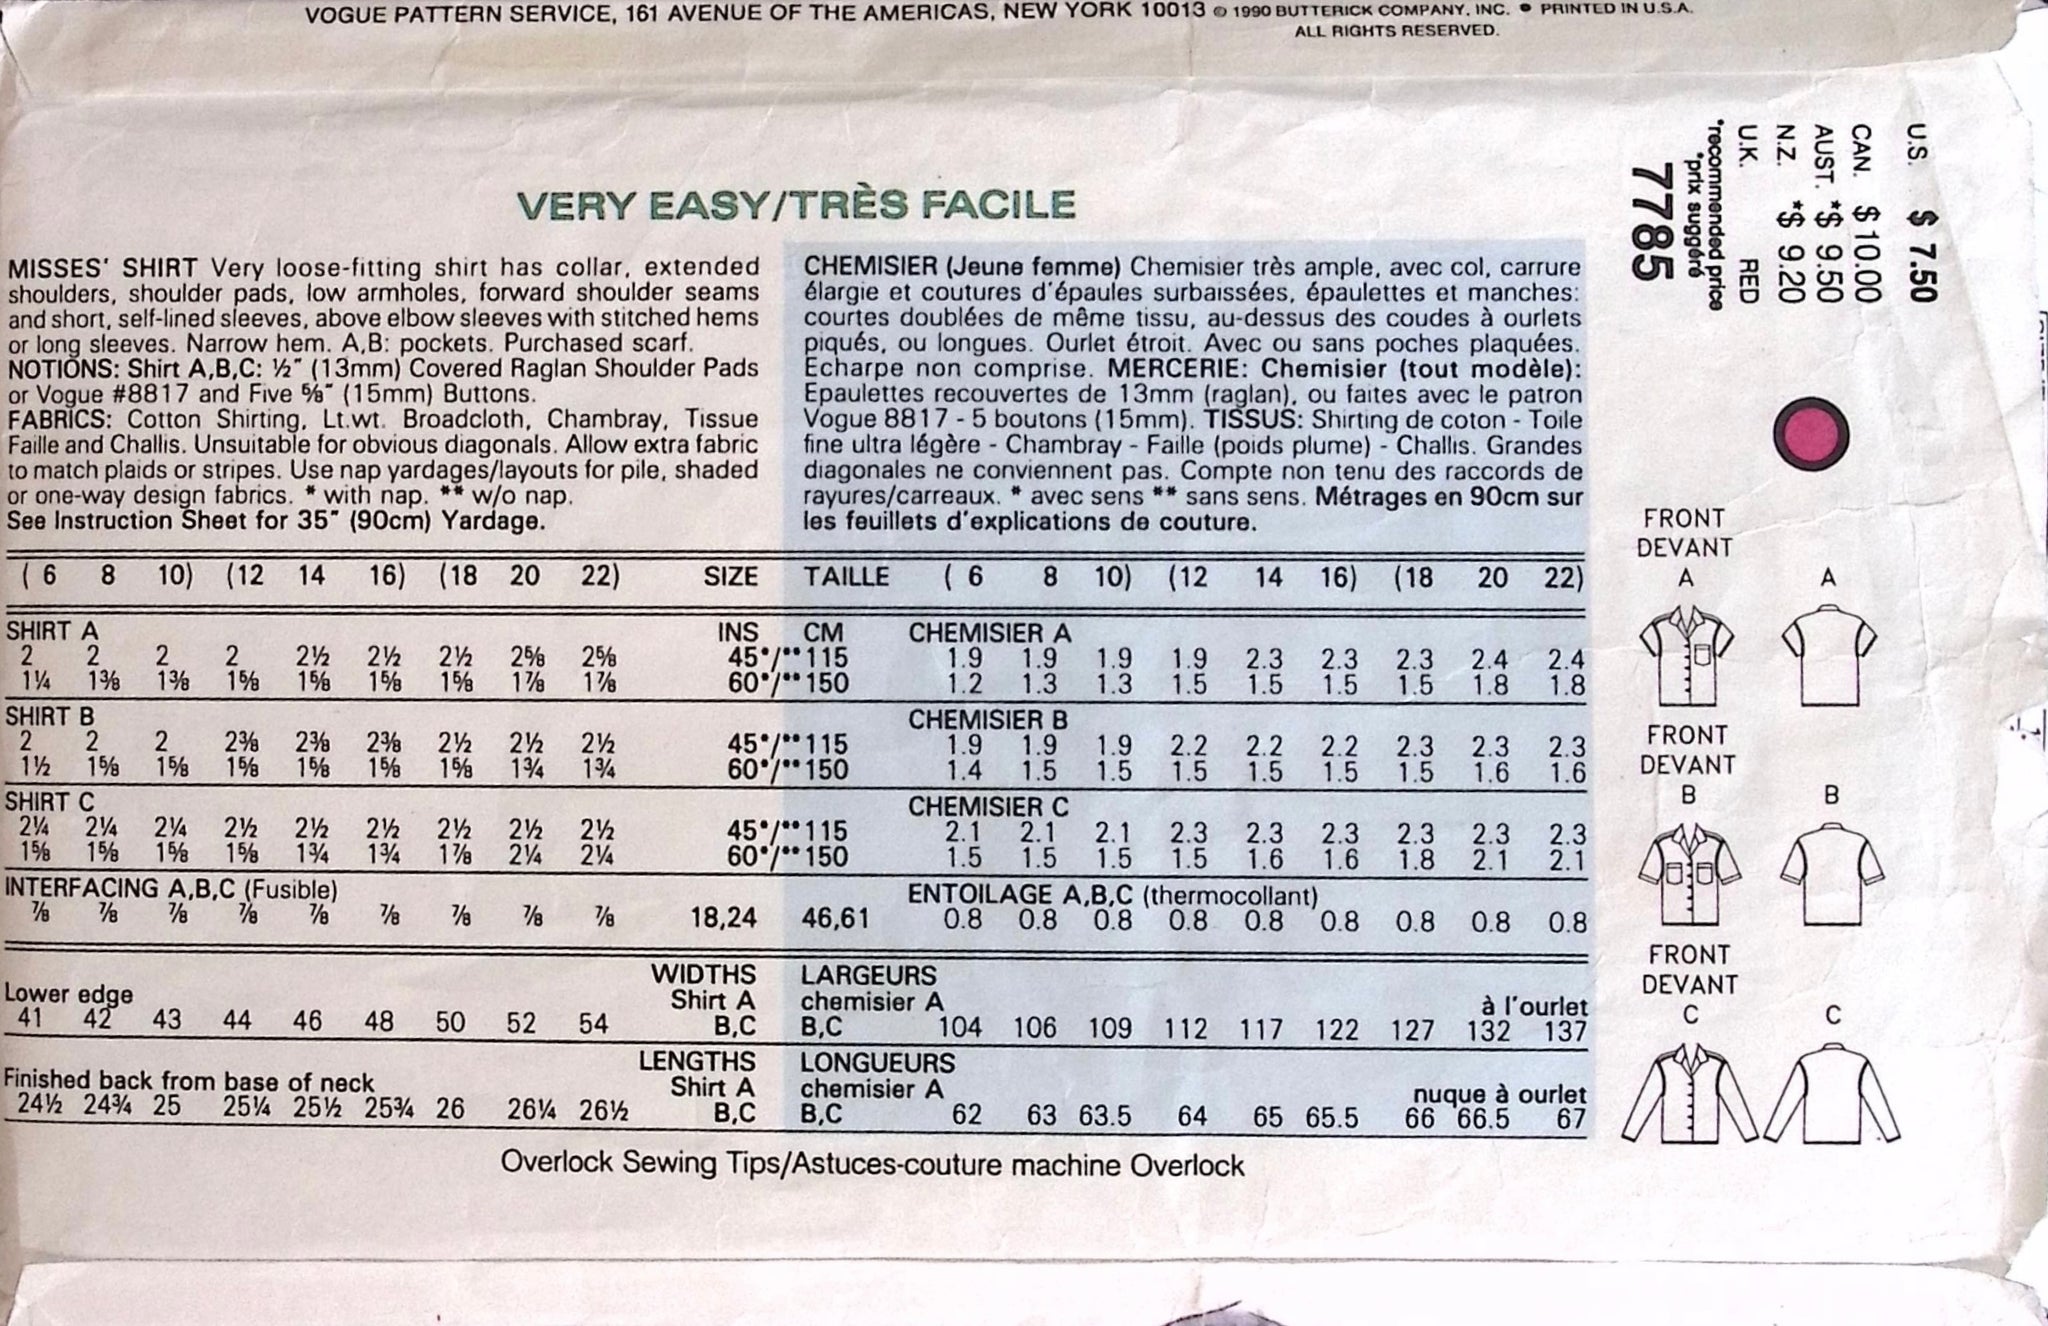 VOGUE PATTERN SERVICE, 161 AVENUE OF THE AMERICAS, NEW YORK 10013 © 1990 BUTTERICK COMPANY, INC. • PRINTED IN U.S.A.
ALL RIGHTS RESERVED.
VERY EASY/TRÈS FACILE
MISSES' SHIRT Very loose-fitting shirt has collar, extended
shoulders, shoulder pads, low armholes, forward shoulder seams
and short, self-lined sleeves, above elbow sleeves with stitched hems
or long sleeves. Narrow hem. A,B: pockets. Purchased scarf.
NOTIONS: Shirt A,B,C: ½" (13mm) Covered Raglan Shoulder Pads
or Vogue #8817 and Five ⅝" (15mm) Buttons.
FABRICS: Cotton Shirting, Lt.wt. Broadcloth, Chambray, Tissue
Faille and Challis. Unsuitable for obvious diagonals. Allow extra fabric
to match plaids or stripes. Use nap yardages/layouts for pile, shaded
or one-way design fabrics. * with nap. ** w/o nap.
See Instruction Sheet for 35" (90cm) Yardage.
CHEMISIER (Jeune femme) Chemisier très ample, avec col, carrure
élargie et coutures d'épaules surbaissées, épaulettes et manches:
courtes doublées de même tissu, au-dessus des coudes à ourlets
piqués, ou longues. Ourlet étroit. Avec ou sans poches plaquées.
Echarpe non comprise. MERCERIE: Chemisier (tout modèle):
Epaulettes recouvertes de 13mm (raglan), ou faites avec le patron
Vogue 8817 - 5 boutons (15mm). TISSUS: Shirting de coton - Toile
fine ultra légère - Chambray - Faille (poids plume) - Challis. Grandes
diagonales ne conviennent pas. Compte non tenu des raccords de
rayures/carreaux. * avec sens ** sans sens. Métrages en 90cm sur
les feuillets d'explications de couture.
( 6 8 10) (12 14 16) (18 20 22) SIZE TAILLE ( 6 8 10) (12 14 16) (18 20 22)
SHIRT A INS CM CHEMISIER A
2 2 2 2 2½ 2½ 2½ 2⅝ 2⅝ 45*/**115 1.9 1.9 1.9 1.9 2.3 2.3 2.3 2.4 2.4
1¼ 1⅜ 1⅜ 1⅝ 1⅝ 1⅝ 1⅝ 1⅞ 1⅞ 60*/**150 1.2 1.3 1.3 1.5 1.5 1.5 1.5 1.8 1.8
SHIRT B CHEMISIER B
2 2 2 2⅜ 2⅜ 2⅜ 2½ 2½ 2½ 45*/**115 1.9 1.9 1.9 2.2 2.2 2.2 2.3 2.3 2.3
1½ 1⅝ 1⅝ 1⅝ 1⅝ 1⅝ 1⅝ 1¾ 1¾ 60*/**150 1.4 1.5 1.5 1.5 1.5 1.5 1.5 1.6 1.6
SHIRT C CHEMISIER C
2¼ 2¼ 2¼ 2½ 2½ 2½ 2½ 2½ 2½ 45*/**115 2.1 2.1 2.1 2.3 2.3 2.3 2.3 2.3 2.3
1⅝ 1⅝ 1⅝ 1⅝ 1¾ 1¾ 1⅞ 2¼ 2¼ 60*/**150 1.5 1.5 1.5 1.5 1.6 1.6 1.8 2.1 2.1
INTERFACING A,B,C (Fusible) ENTOILAGE A,B,C (thermocollant)
⅞ ⅞ ⅞ ⅞ ⅞ ⅞ ⅞ ⅞ ⅞ 18,24 46,61 0.8 0.8 0.8 0.8 0.8 0.8 0.8 0.8 0.8
WIDTHS LARGEURS
Lower edge Shirt A chemisier A à l'ourlet
41 42 43 44 46 48 50 52 54 B,C B,C 104 106 109 112 117 122 127 132 137
LENGTHS LONGUEURS
Finished back from base of neck Shirt A chemisier A nuque à ourlet
24½ 24¾ 25 25¼ 25½ 25¾ 26 26¼ 26½ B,C B,C 62 63 63.5 64 65 65.5 66 66.5 67
Overlock Sewing Tips/Astuces-couture machine Overlock
U.S. $ 7.50
CAN. $ 10.00
AUST. *$ 9.50
N.Z. *$ 9.20
U.K. RED
*recommended price
*prix suggéré
7785
FRONT
DEVANT
A A
FRONT
DEVANT
B B
FRONT
DEVANT
C C